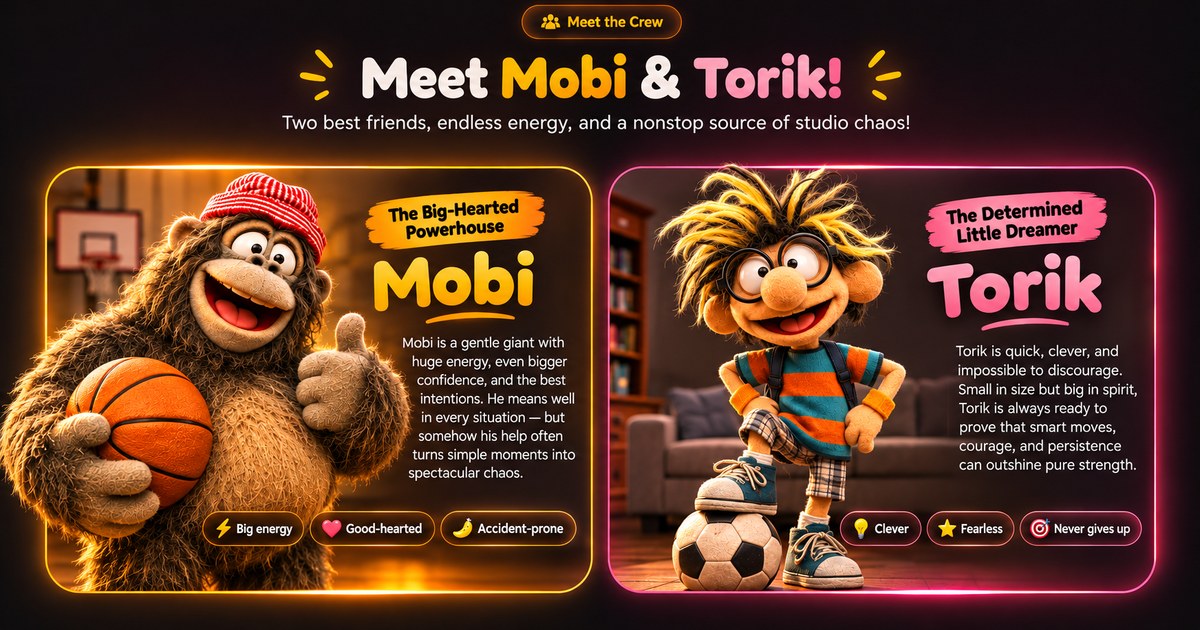 Meet the Crew
Meet Mobi & Torik!
Two best friends, endless energy, and a nonstop source of studio chaos!
The Big-Hearted
Powerhouse
Mobi
Mobi is a gentle giant with
huge energy, even bigger
confidence, and the best
intentions. He means well
in every situation — but
somehow his help often
turns simple moments into
spectacular chaos.
Big energy
Good-hearted
Accident-prone
The Determined
Little Dreamer
Torik
Torik is quick, clever, and
impossible to discourage.
Small in size but big in spirit,
Torik is always ready to
prove that smart moves,
courage, and persistence
can outshine pure strength.
Clever
Fearless
Never gives up